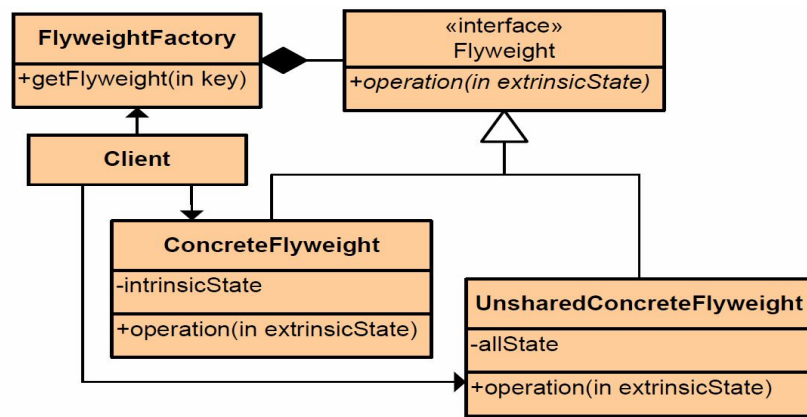 FlyweightFactory
+getFlyweight(in key)
«interface»
Flyweight
+operation(in extrinsicState)
Client
ConcreteFlyweight
-intrinsicState
+operation(in extrinsicState)
UnsharedConcreteFlyweight
-allState
+operation(in extrinsicState)